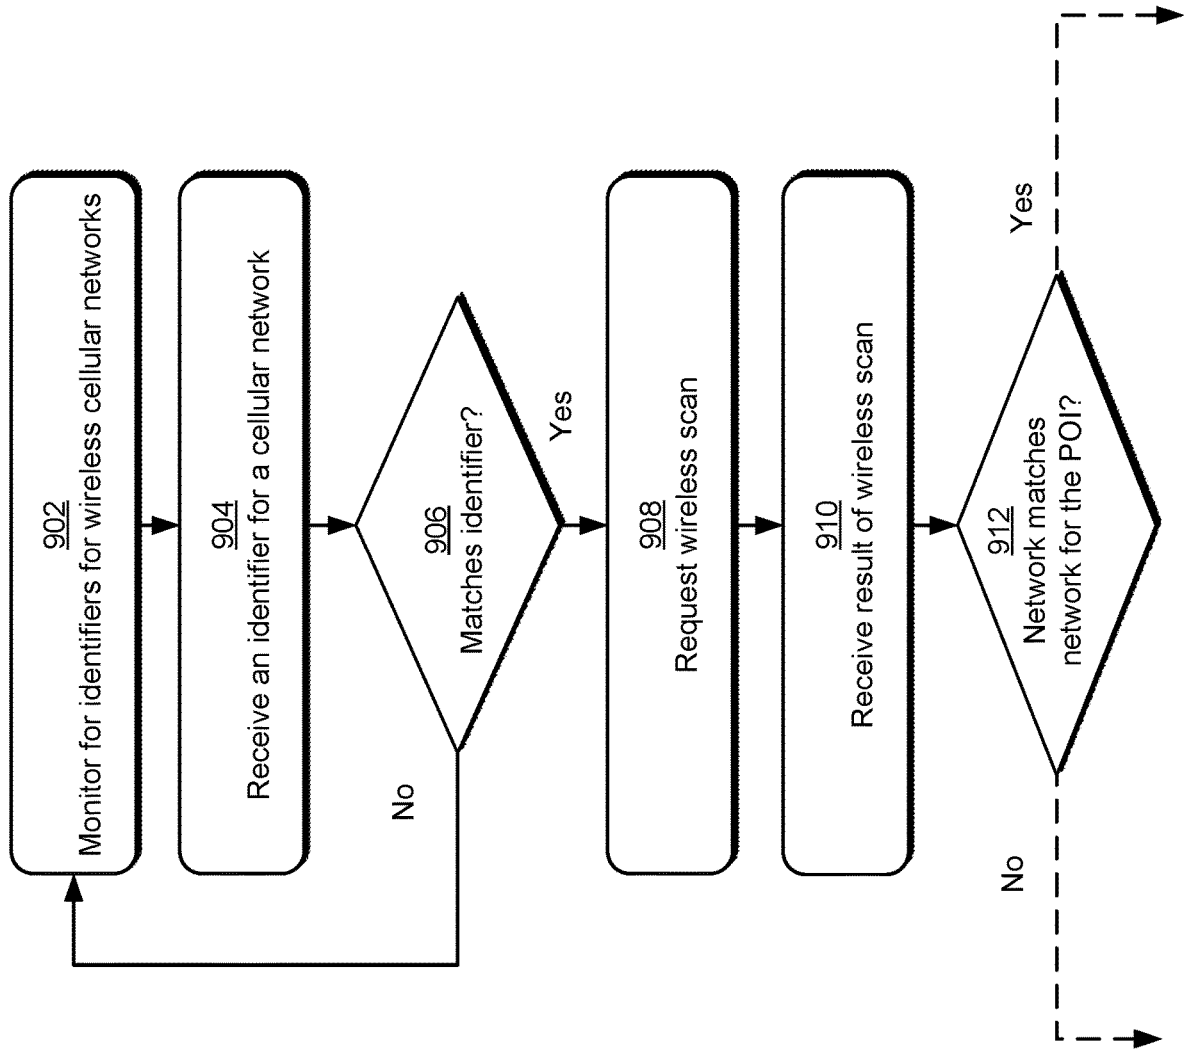 902
Monitor for identifiers for wireless cellular networks
904
Receive an identifier for a cellular network
906
Matches identifier?
No
Yes
908
Request wireless scan
910
Receive result of wireless scan
912
Network matches
network for the POI?
No
Yes